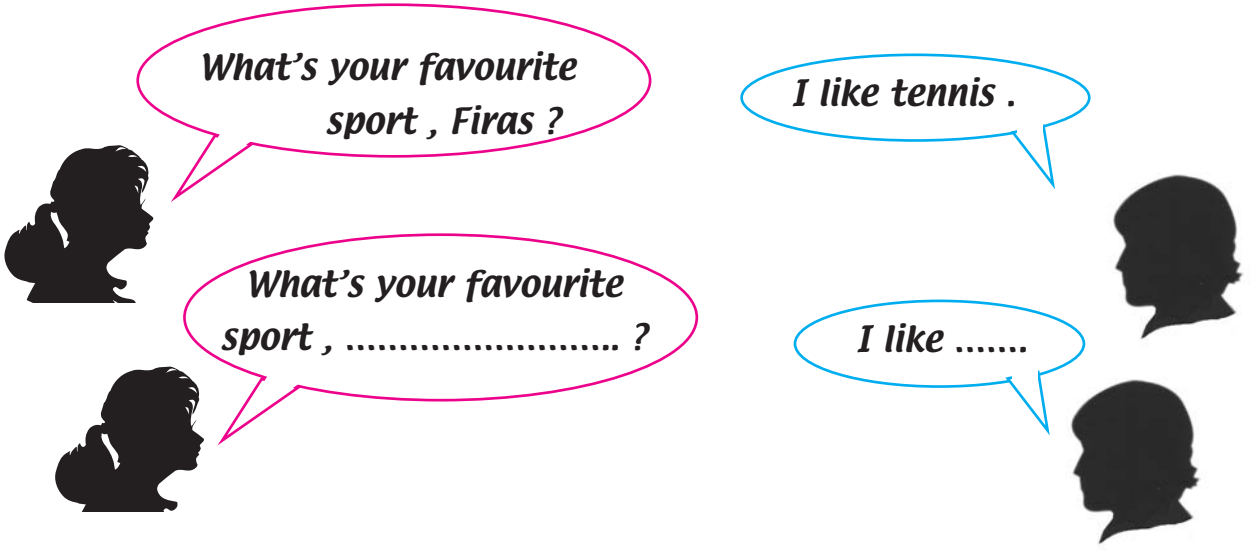 What’s your favourite
sport , Firas ?
I like tennis .
What’s your favourite
sport , .......................... ?
I like .......